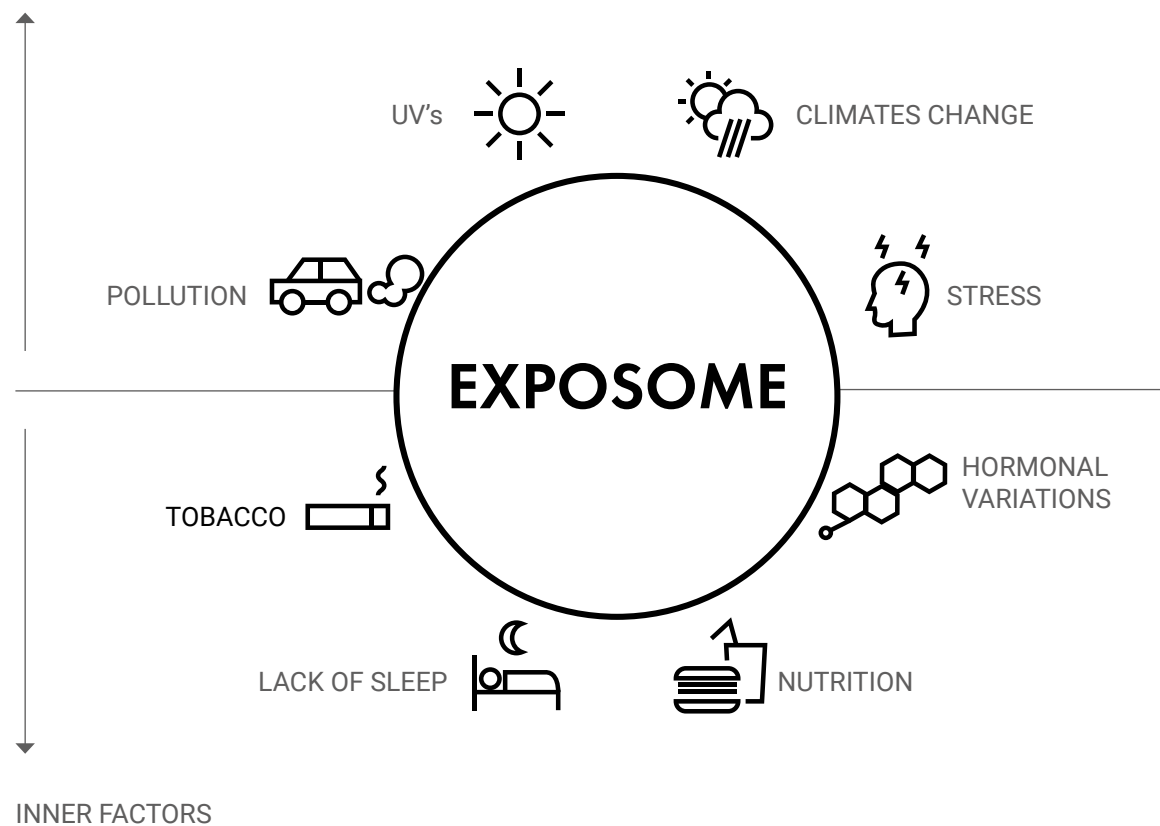 UV's
CLIMATES CHANGE
POLLUTION
STRESS
EXPOSOME
HORMONAL
VARIATIONS
TOBACCO
LACK OF SLEEP
NUTRITION
INNER FACTORS